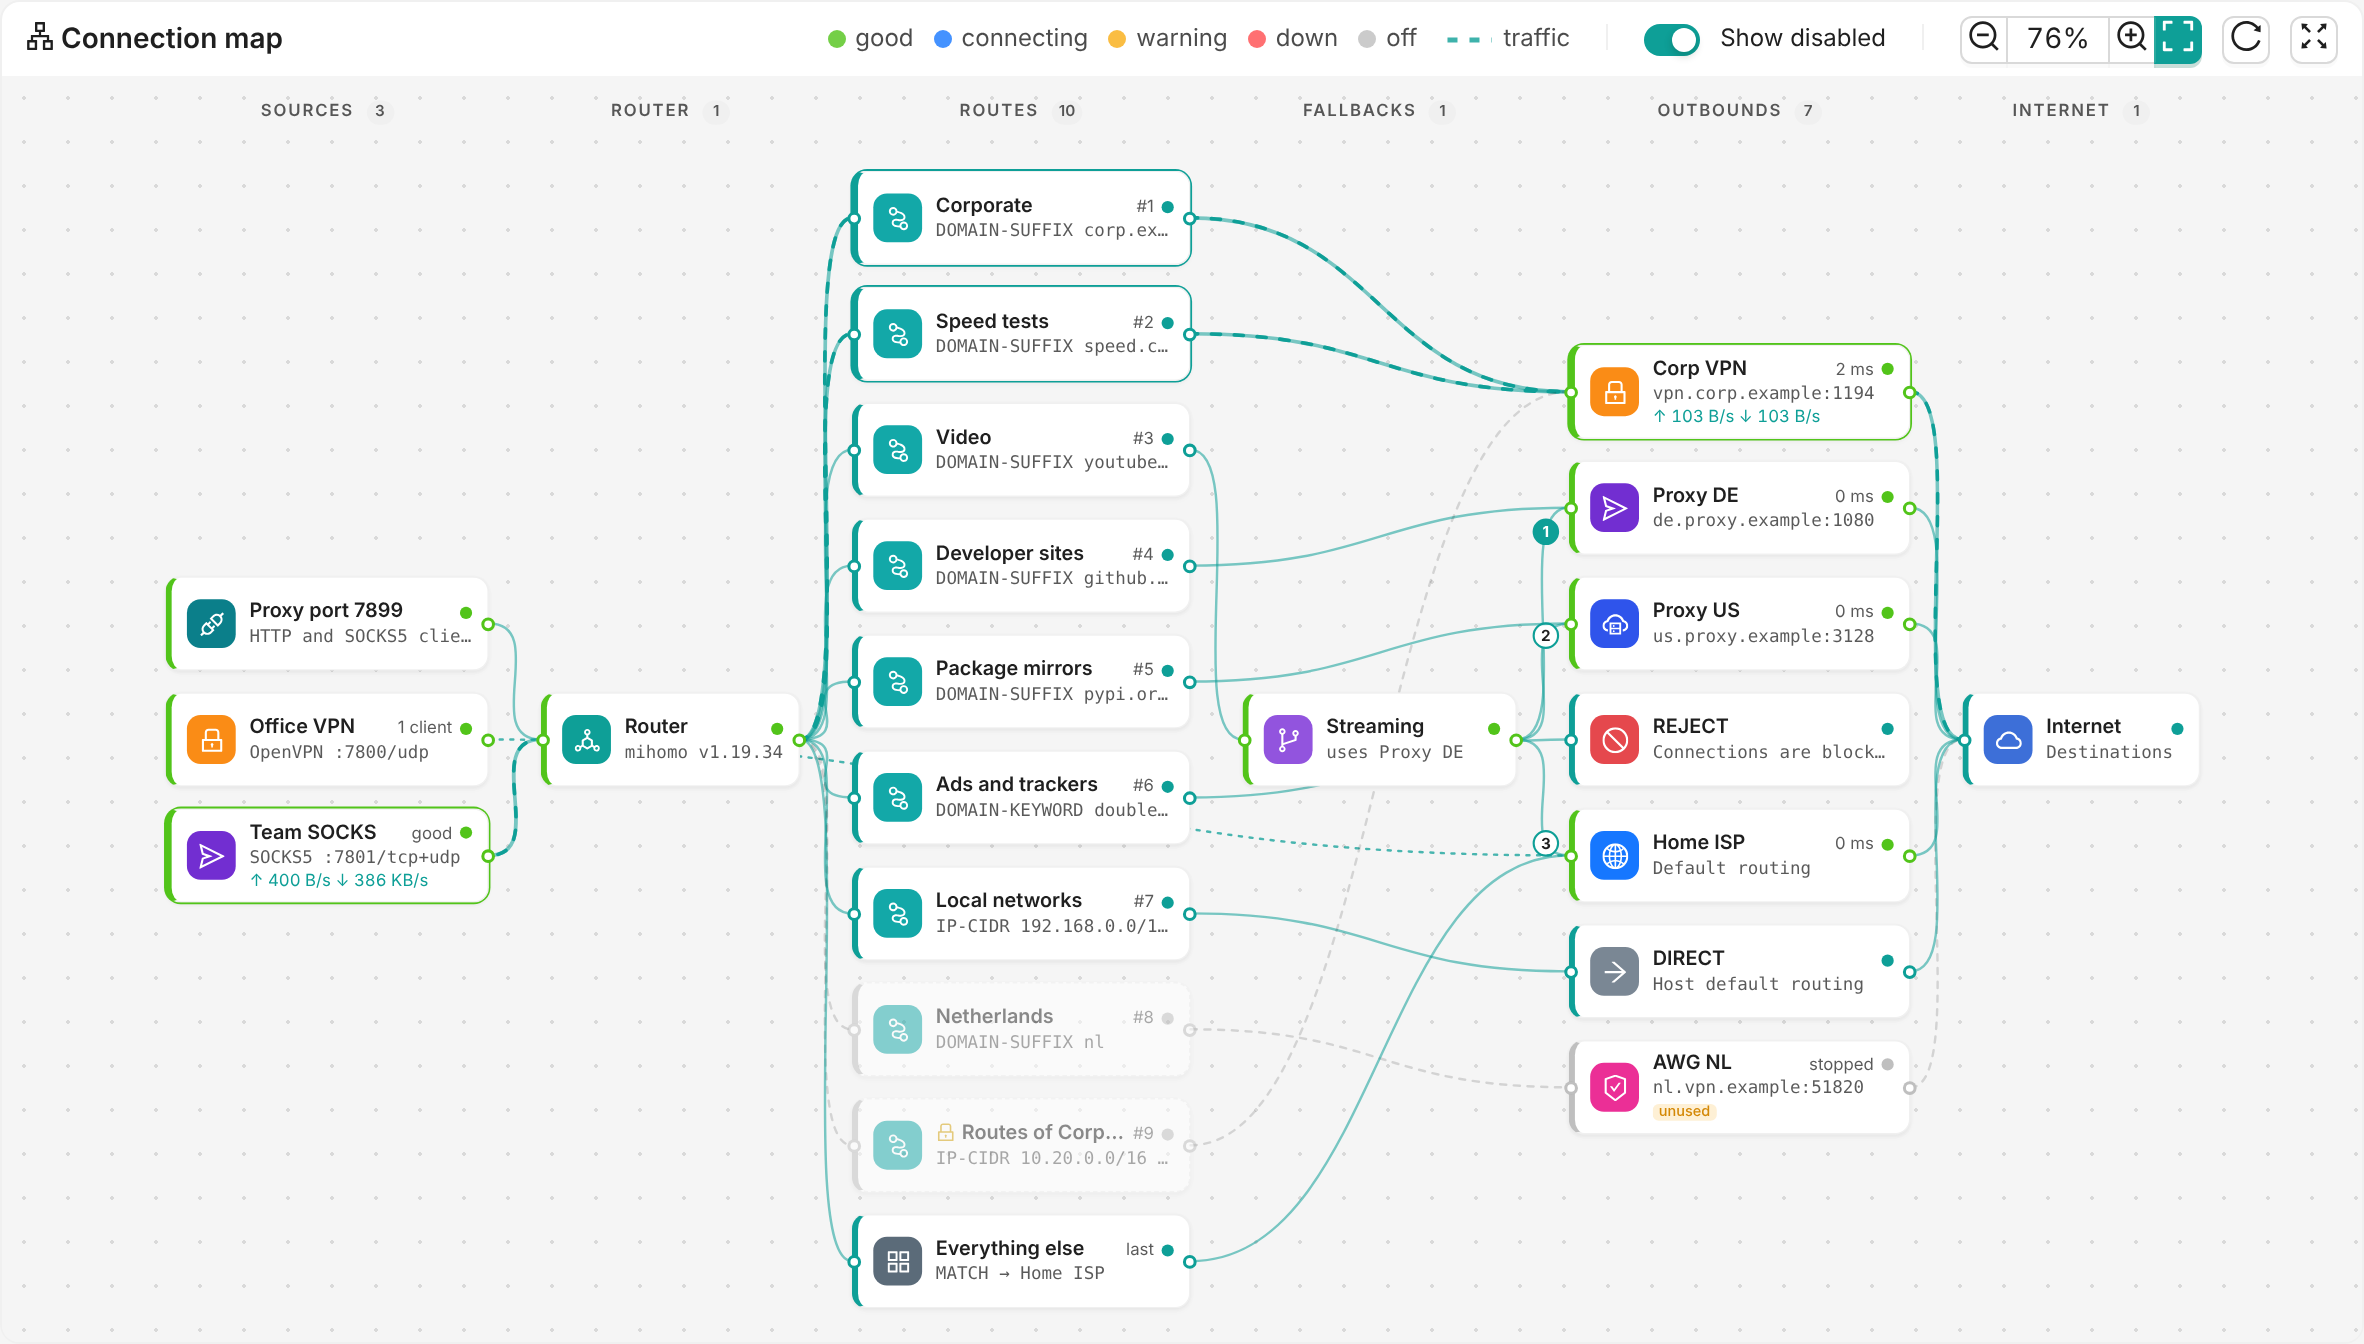 Connection map
good
connecting
warning
down
off
traffic
Show disabled
76%
SOURCES 3
ROUTER 1
ROUTES 10
FALLBACKS 1
OUTBOUNDS 7
INTERNET 1
Proxy port 7899
HTTP and SOCKS5 clie…
Office VPN 1 client
OpenVPN :7800/udp
Team SOCKS good
SOCKS5 :7801/tcp+udp
↑ 400 B/s ↓ 386 KB/s
Router
mihomo v1.19.34
Corporate #1
DOMAIN-SUFFIX corp.ex…
Speed tests #2
DOMAIN-SUFFIX speed.c…
Video #3
DOMAIN-SUFFIX youtube…
Developer sites #4
DOMAIN-SUFFIX github.…
Package mirrors #5
DOMAIN-SUFFIX pypi.or…
Ads and trackers #6
DOMAIN-KEYWORD double…
Local networks #7
IP-CIDR 192.168.0.0/1…
Netherlands #8
DOMAIN-SUFFIX nl
Routes of Corp… #9
IP-CIDR 10.20.0.0/16 …
Everything else last
MATCH → Home ISP
Streaming
uses Proxy DE
1
2
3
Corp VPN 2 ms
vpn.corp.example:1194
↑ 103 B/s ↓ 103 B/s
Proxy DE 0 ms
de.proxy.example:1080
Proxy US 0 ms
us.proxy.example:3128
REJECT
Connections are block…
Home ISP 0 ms
Default routing
DIRECT
Host default routing
AWG NL stopped
nl.vpn.example:51820
unused
Internet
Destinations